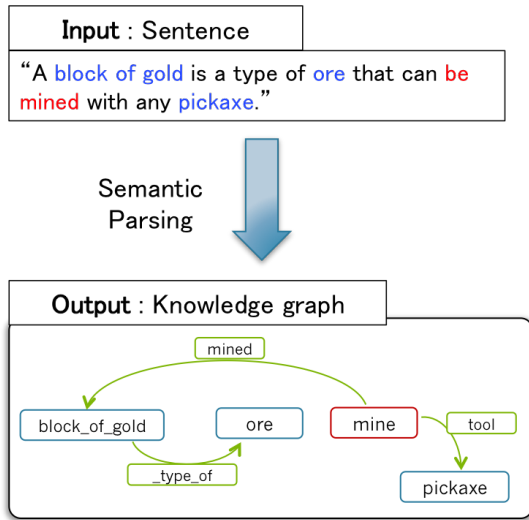 Input : Sentence
“A block of gold is a type of ore that can be
mined with any pickaxe.”
Semantic
Parsing
Output : Knowledge graph
mined
block_of_gold
ore
mine
tool
_type_of
pickaxe